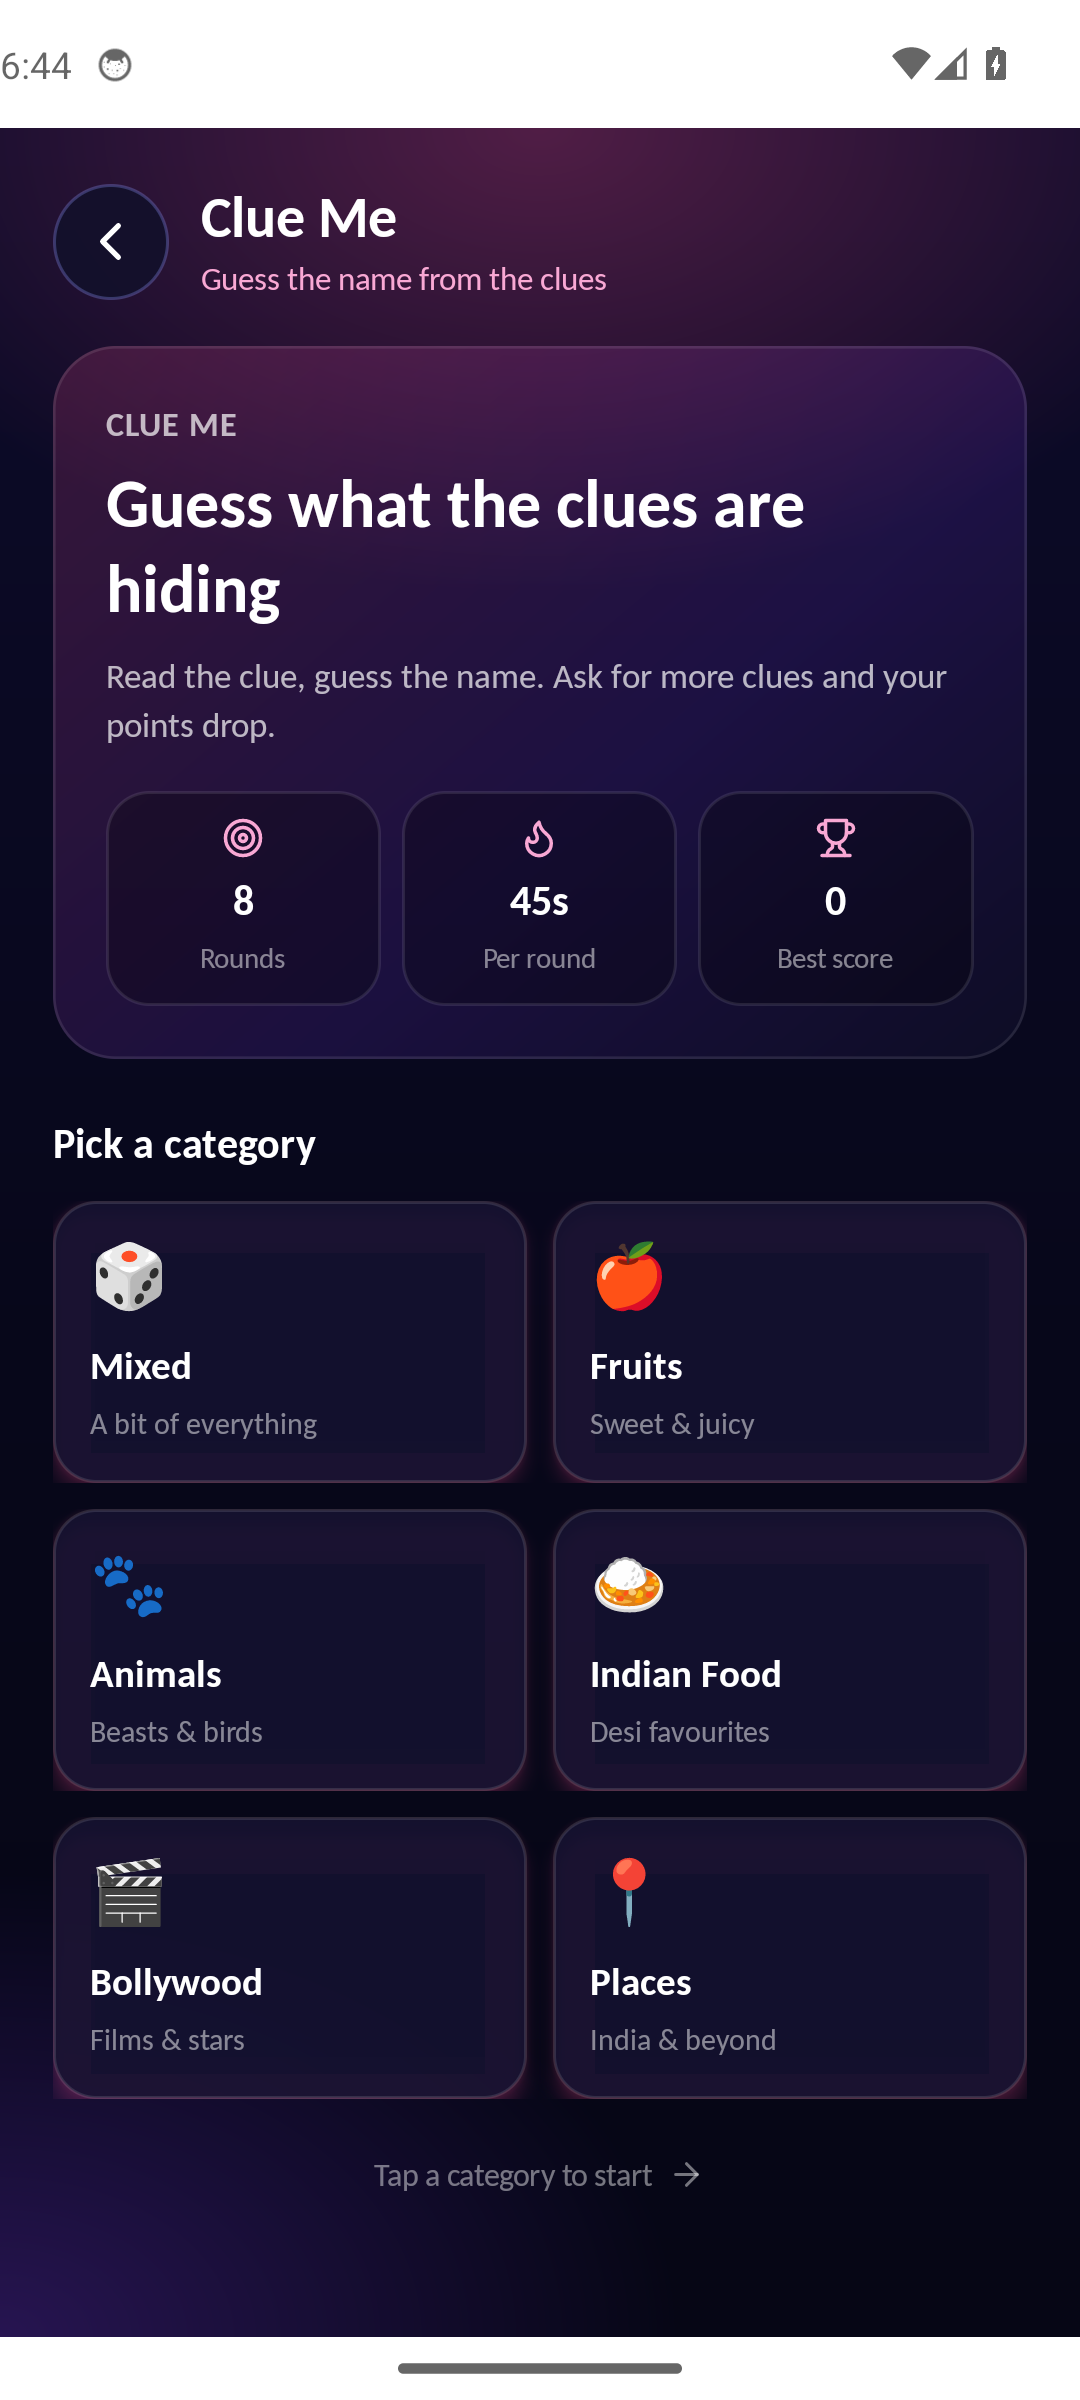 6:44
Clue Me
Guess the name from the clues
CLUE ME
Guess what the clues are
hiding
Read the clue, guess the name. Ask for more clues and your
points drop.
8
Rounds
45s
Per round
0
Best score
Pick a category
Mixed
A bit of everything
Fruits
Sweet & juicy
Animals
Beasts & birds
Indian Food
Desi favourites
Bollywood
Films & stars
Places
India & beyond
Tap a category to start